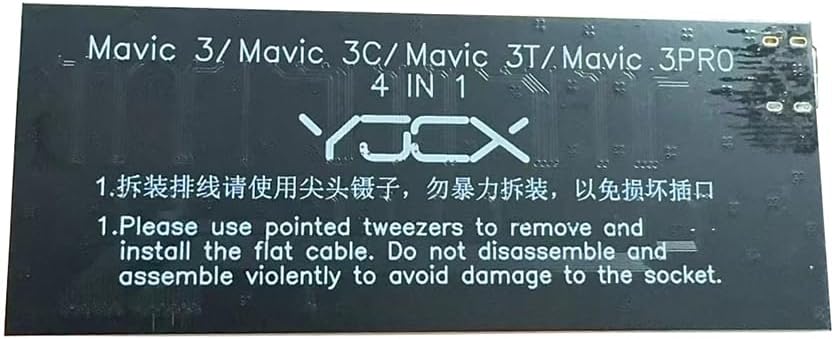 Mavic 3/Mavic 3C/Mavic 3T/Mavic 3PRO
4 IN 1
YJCX
1.拆装排线请使用尖头镊子，勿暴力拆装，以免损坏插口
1.Please use pointed tweezers to remove and
install the flat cable. Do not disassemble and
assemble violently to avoid damage to the socket.